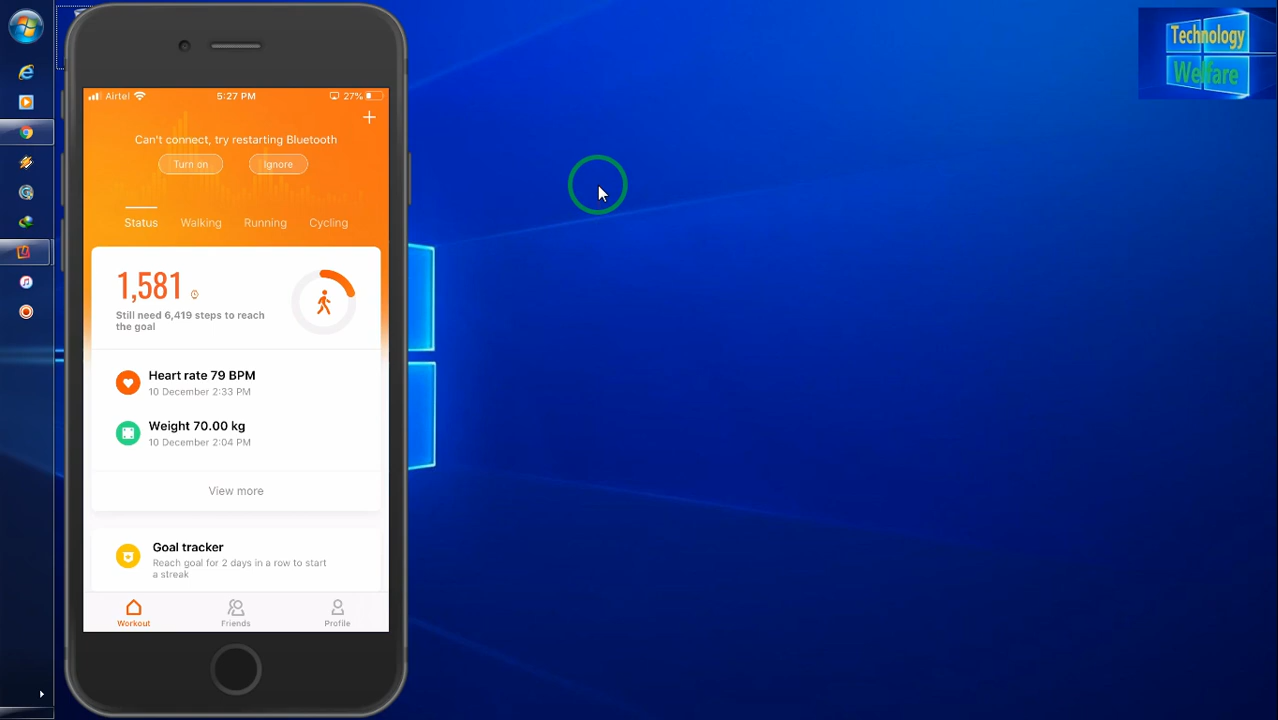 Airtel
5:27 PM
27%
+
Can't connect, try restarting Bluetooth
Turn on
Ignore
Status
Walking
Running
Cycling
1,581
Still need 6,419 steps to reach
the goal
Heart rate 79 BPM
10 December 2:33 PM
Weight 70.00 kg
10 December 2:04 PM
View more
Goal tracker
Reach goal for 2 days in a row to start
a streak
Workout
Friends
Profile
Technology
Welfare